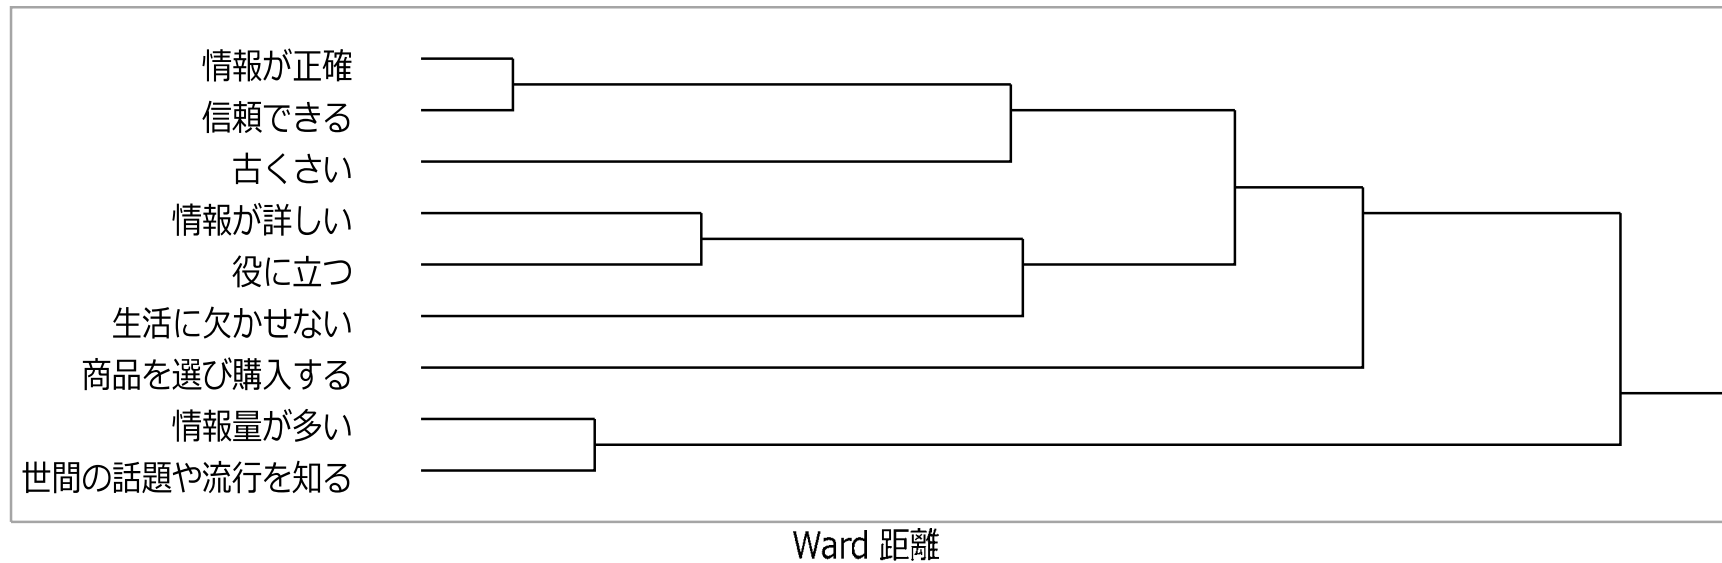 情報が正確
信頼できる
古くさい
情報が詳しい
役に立つ
生活に欠かせない
商品を選び購入する
情報量が多い
世間の話題や流行を知る
Ward 距離